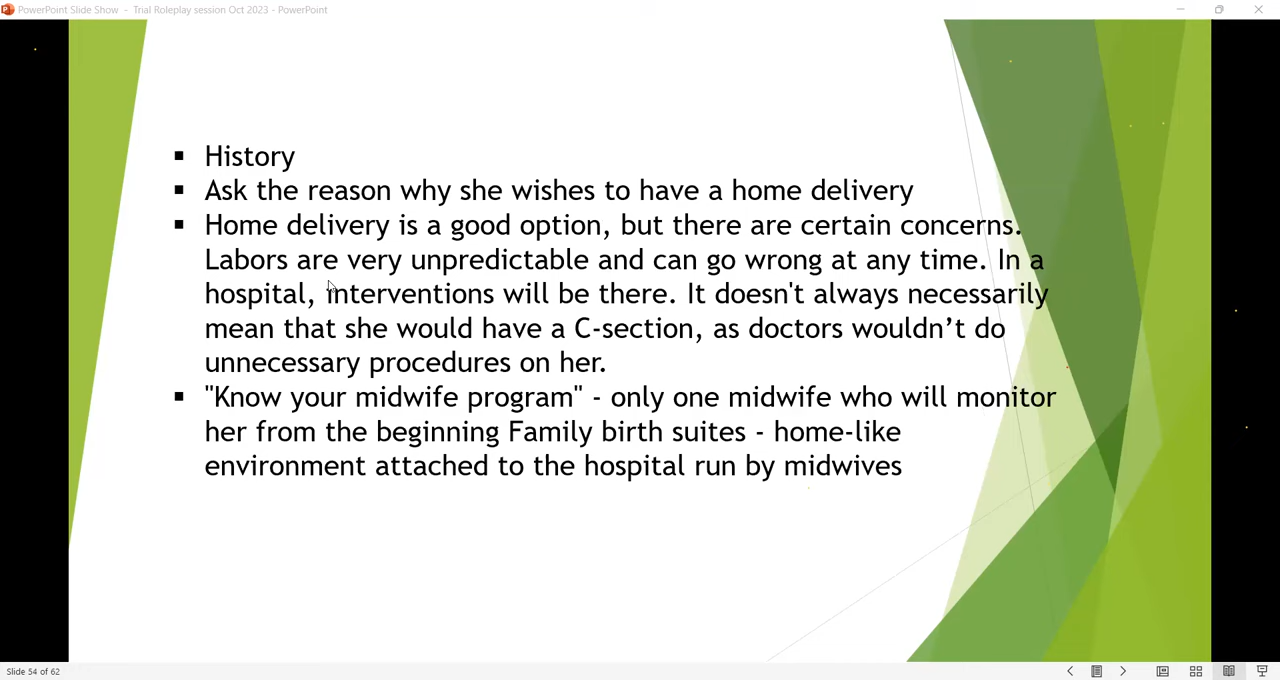 PowerPoint Slide Show - Trial Roleplay session Oct 2023 - PowerPoint
▪ History
▪ Ask the reason why she wishes to have a home delivery
▪ Home delivery is a good option, but there are certain concerns.
Labors are very unpredictable and can go wrong at any time. In a
hospital, interventions will be there. It doesn't always necessarily
mean that she would have a C-section, as doctors wouldn’t do
unnecessary procedures on her.
▪ "Know your midwife program" - only one midwife who will monitor
her from the beginning Family birth suites - home-like
environment attached to the hospital run by midwives
Slide 54 of 62